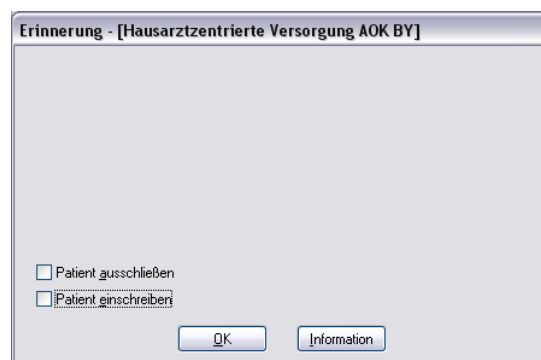 Erinnerung - [Hausarztzentrierte Versorgung AOK BY]
Patient ausschließen
Patient einschreiben
OK
Information